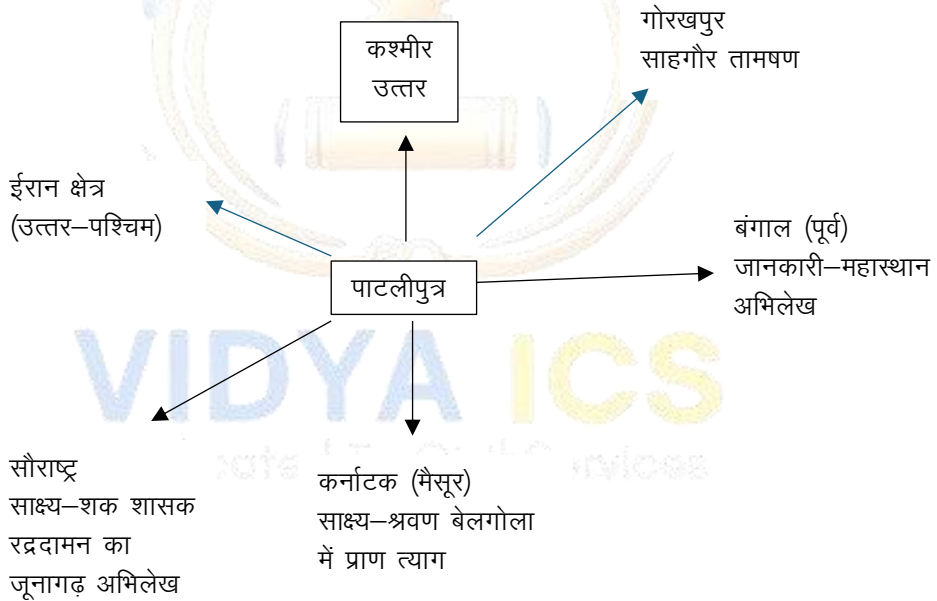 गोरखपुर
साहगौर तामषण
कश्मीर
उत्तर
ईरान क्षेत्र
(उत्तर–पश्चिम)
बंगाल (पूर्व)
जानकारी–महास्थान
अभिलेख
पाटलीपुत्र
VIDYA ICS
सौराष्ट्र
साक्ष्य–शक शासक
रद्रदामन का
जूनागढ़ अभिलेख
कर्नाटक (मैसूर)
साक्ष्य–श्रवण बेलगोला
में प्राण त्याग